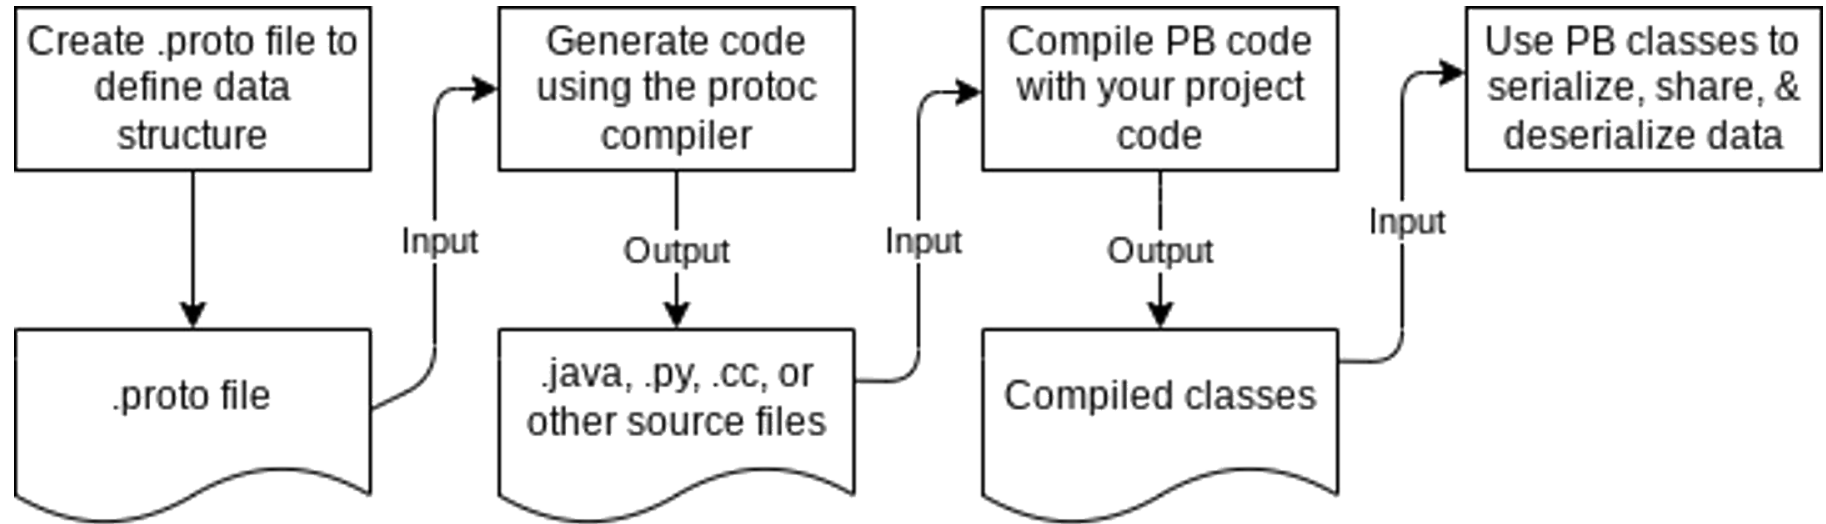 Create .proto file to
define data
structure
Generate code
using the protoc
compiler
Compile PB code
with your project
code
Use PB classes to
serialize, share, &
deserialize data
Input
Output
Input
Output
Input
.proto file
.java, .py, .cc, or
other source files
Compiled classes